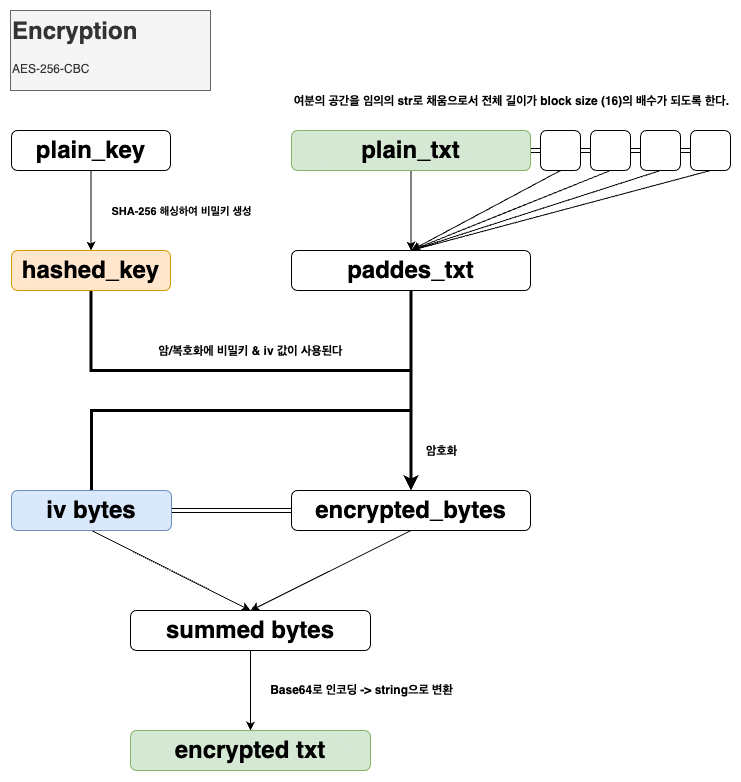 Encryption
AES-256-CBC
여분의 공간을 임의의 str로 채움으로서 전체 길이가 block size (16)의 배수가 되도록 한다.
plain_key
plain_txt
SHA-256 해싱하여 비밀키 생성
hashed_key
paddes_txt
암/복호화에 비밀키 & iv 값이 사용된다
암호화
iv bytes
encrypted_bytes
summed bytes
Base64로 인코딩 -> string으로 변환
encrypted txt